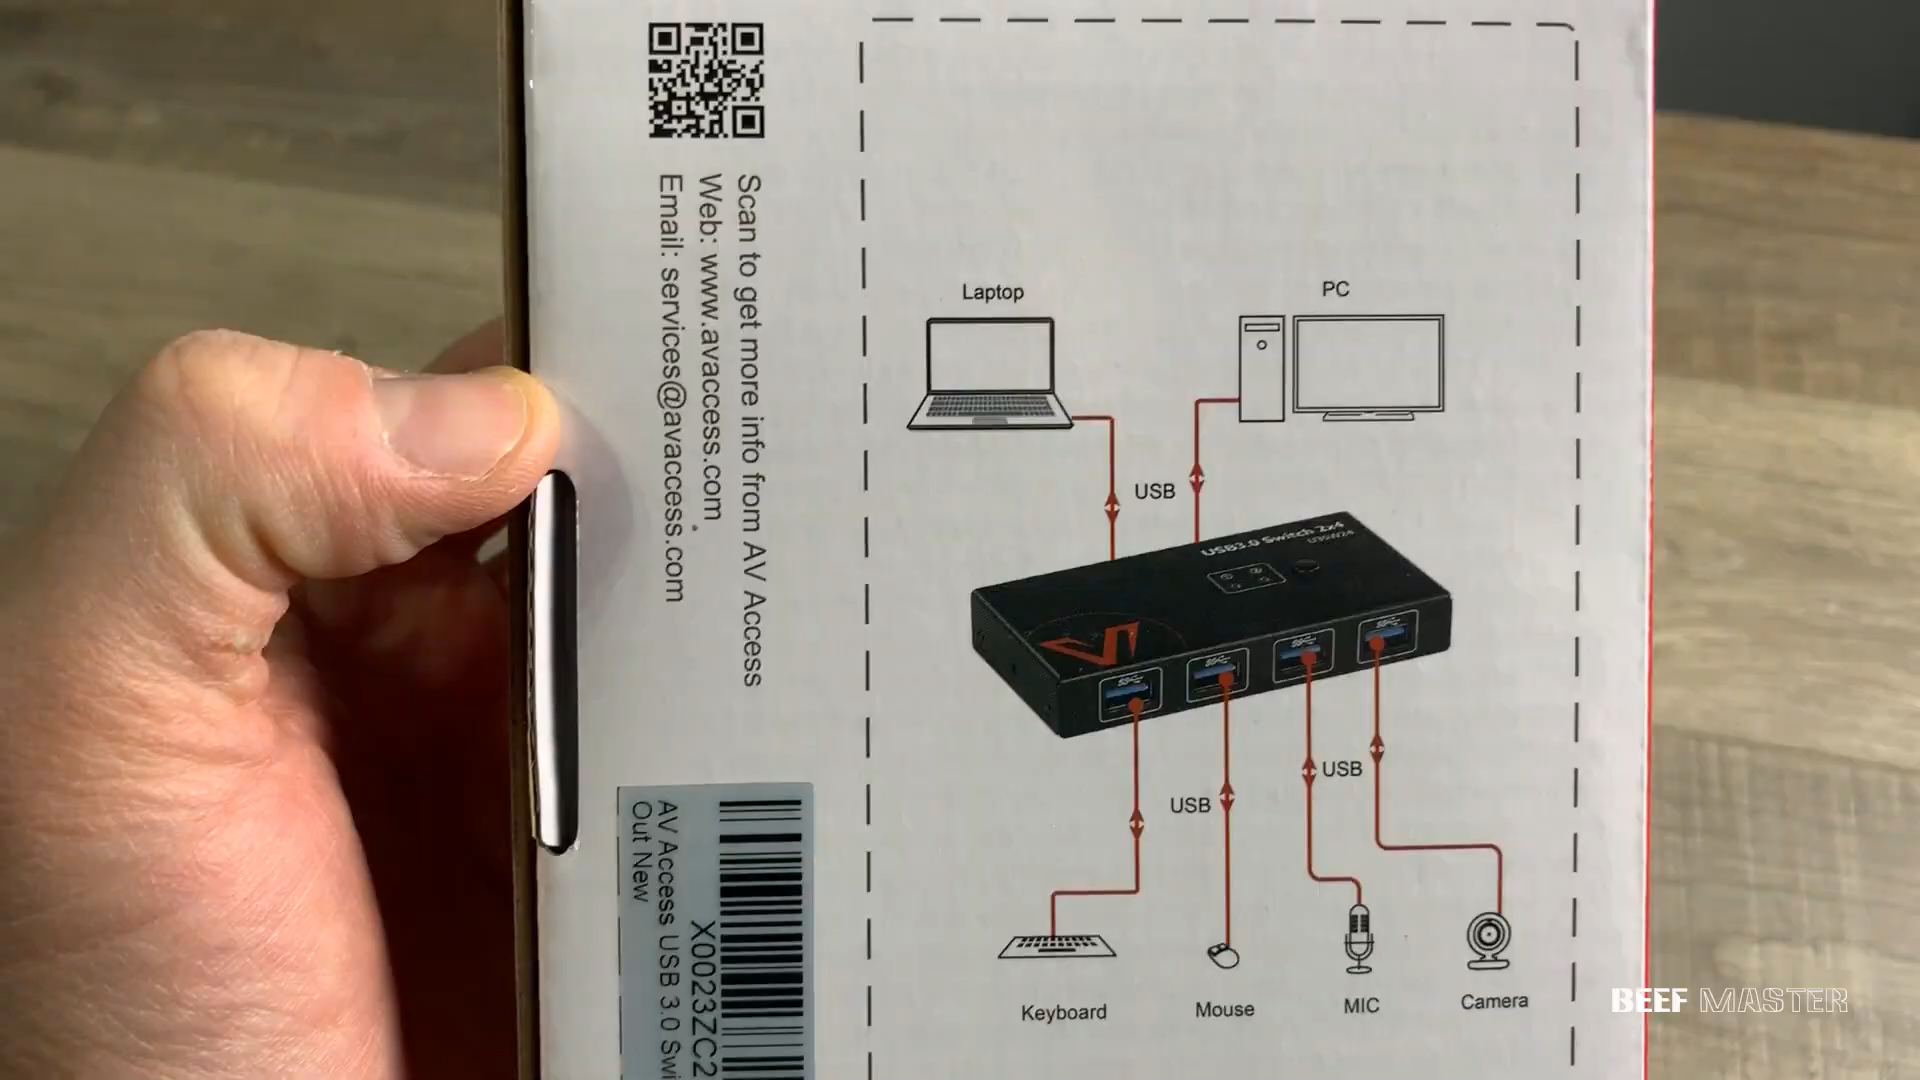 Scan to get more info from AV Access
Web: www.avaccess.com
Email: services@avaccess.com
Laptop
PC
USB
USB3.0 Switch 2x4
U3SW24
USB
USB
Keyboard
Mouse
MIC
Camera
X0023ZC2
AV Access USB 3.0 Swi
Out New
BEEF MASTER